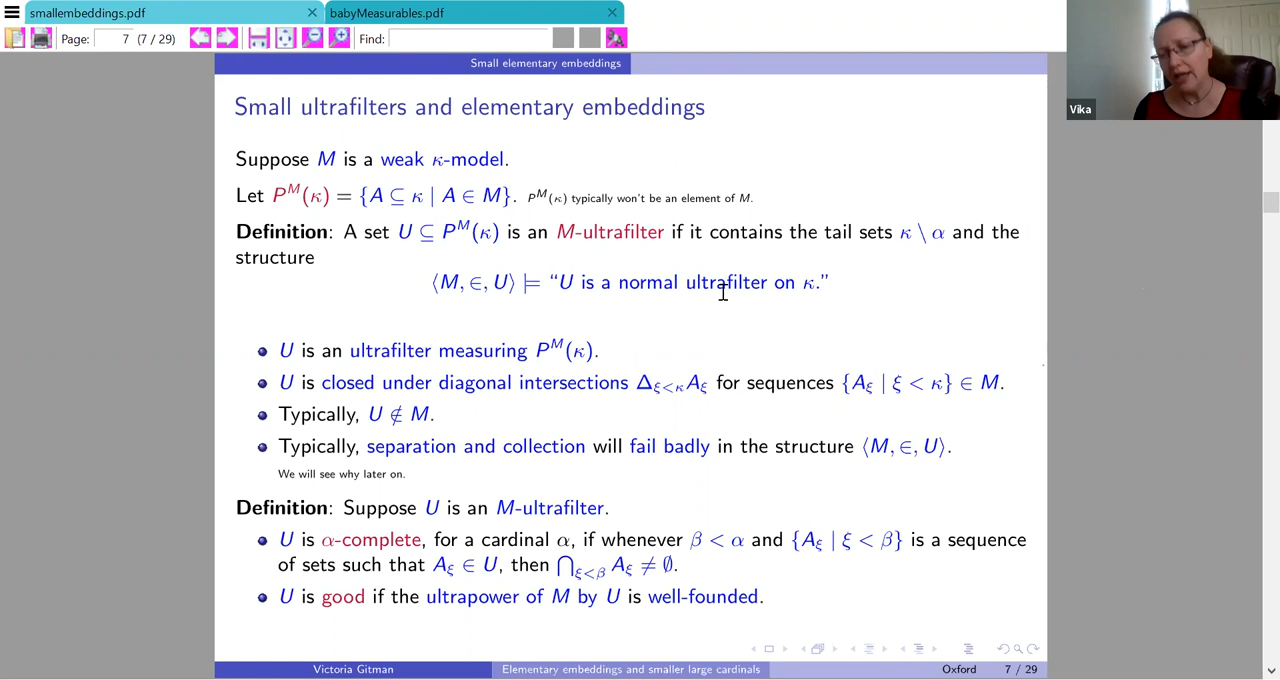 smallembeddings.pdf
babyMeasurables.pdf
Page: 7 (7 / 29) Find:
Vika
Small elementary embeddings
Small ultrafilters and elementary embeddings
Suppose M is a weak κ-model.
Let P^M(κ) = {A ⊆ κ | A ∈ M}. P^M(κ) typically won't be an element of M.
Definition: A set U ⊆ P^M(κ) is an M-ultrafilter if it contains the tail sets κ \ α and the
structure
⟨M, ∈, U⟩ ⊨ "U is a normal ultrafilter on κ."
U is an ultrafilter measuring P^M(κ).
U is closed under diagonal intersections Δ_{ξ<κ}A_ξ for sequences {A_ξ | ξ < κ} ∈ M.
Typically, U ∉ M.
Typically, separation and collection will fail badly in the structure ⟨M, ∈, U⟩.
We will see why later on.
Definition: Suppose U is an M-ultrafilter.
U is α-complete, for a cardinal α, if whenever β < α and {A_ξ | ξ < β} is a sequence
of sets such that A_ξ ∈ U, then ⋂_{ξ<β} A_ξ ≠ ∅.
U is good if the ultrapower of M by U is well-founded.
Victoria Gitman
Elementary embeddings and smaller large cardinals
Oxford
7 / 29